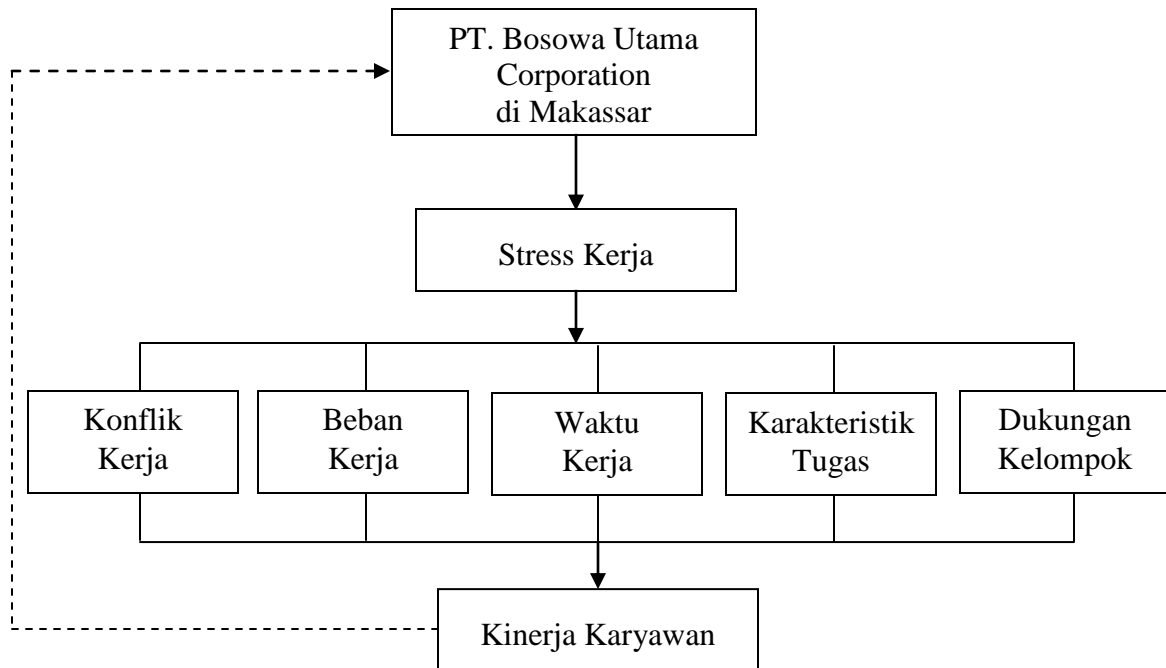 PT. Bosowa Utama
Corporation
di Makassar
Stress Kerja
Konflik
Kerja
Beban
Kerja
Waktu
Kerja
Karakteristik
Tugas
Dukungan
Kelompok
Kinerja Karyawan